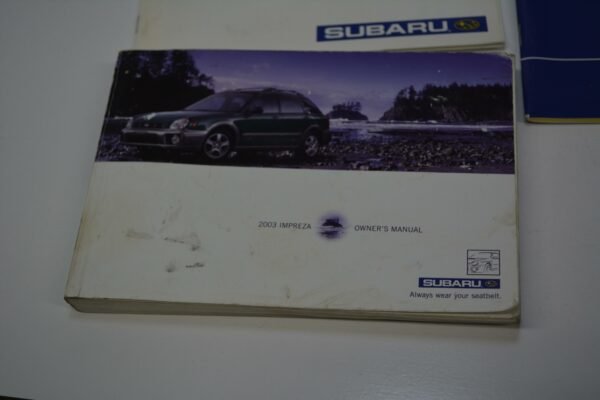 SUBARU
2003 IMPREZA OWNER'S MANUAL
SUBARU
Always wear your seatbelt.